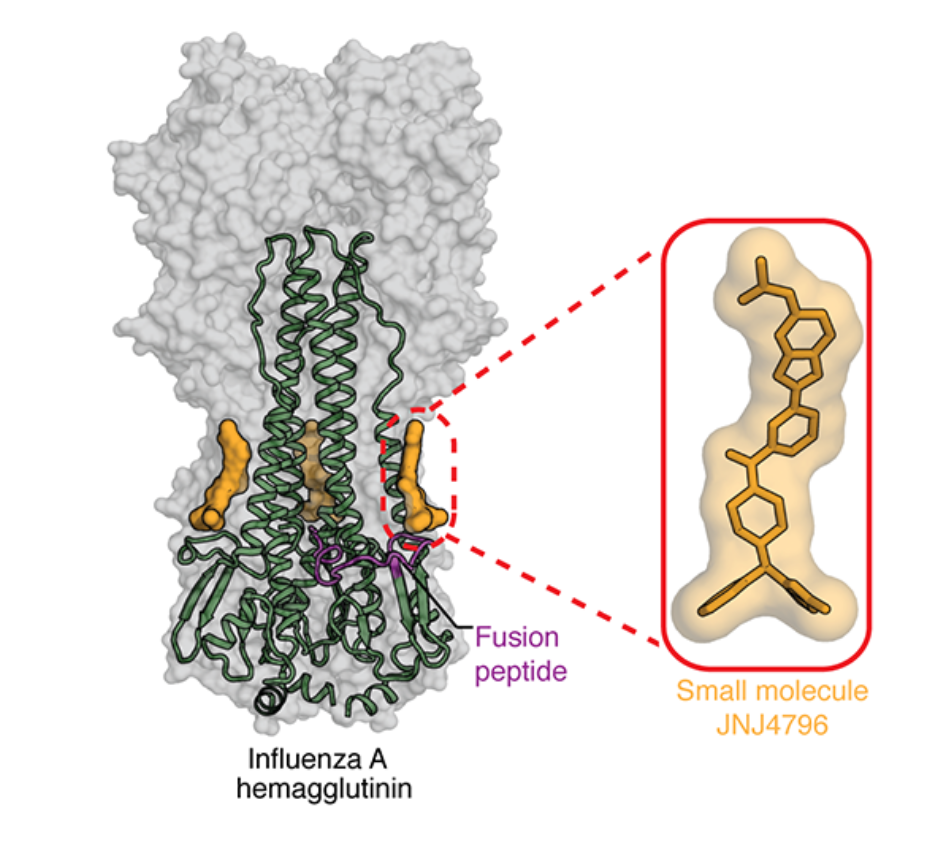 Fusion
peptide
Small molecule
JNJ4796
Influenza A
hemagglutinin